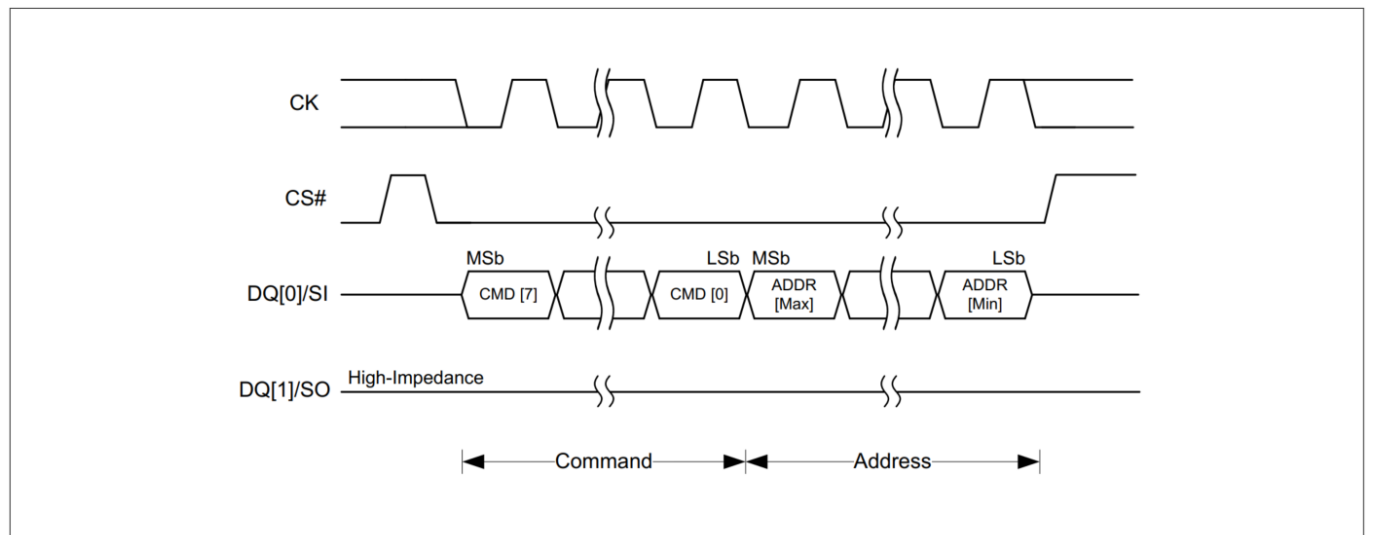 CK
CS#
MSb LSb MSb LSb
DQ[0]/SI CMD [7] CMD [0] ADDR [Max] ADDR [Min]
DQ[1]/SO High-Impedance
Command Address